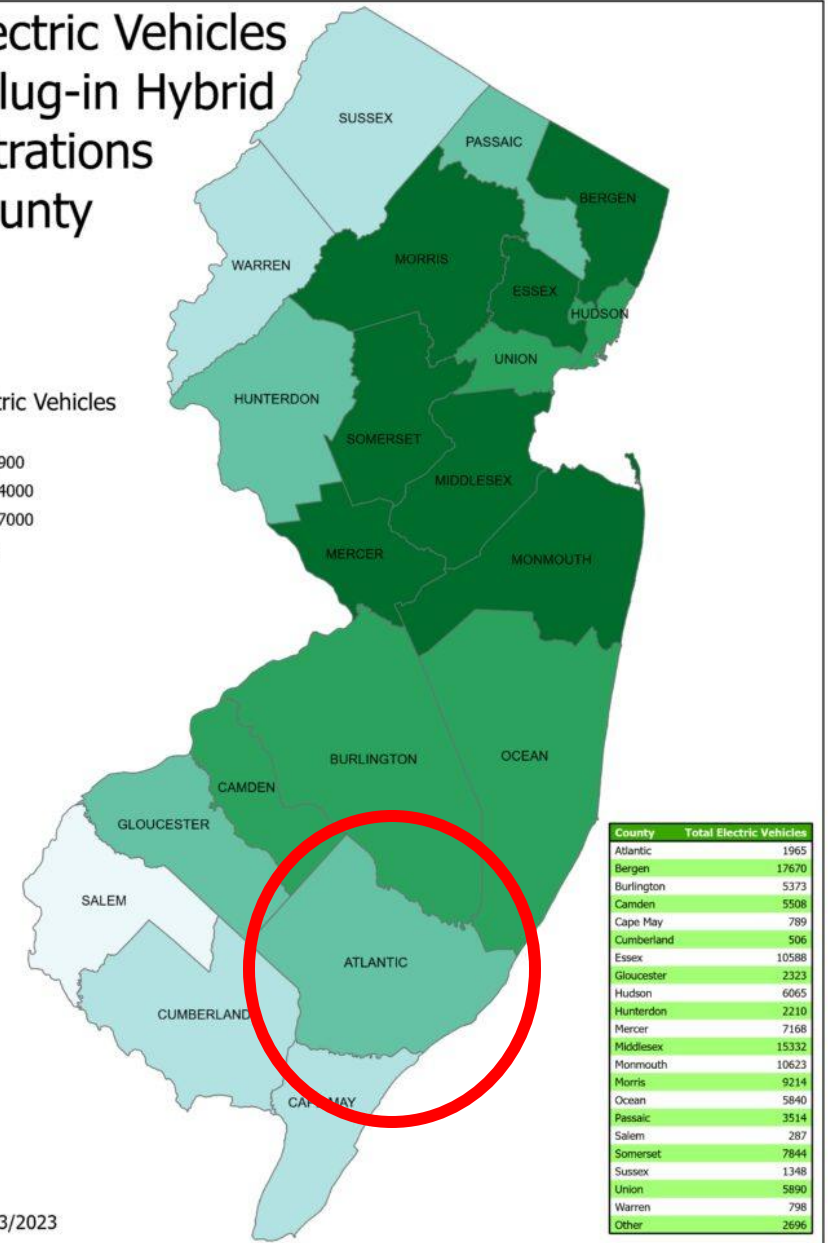 ectric Vehicles
lug-in Hybrid
trations
unty
tric Vehicles
900
4000
7000
SUSSEX
PASSAIC
BERGEN
WARREN
MORRIS
ESSEX
HUDSON
UNION
HUNTERDON
SOMERSET
MIDDLESEX
MERCER
MONMOUTH
BURLINGTON
OCEAN
CAMDEN
GLOUCESTER
SALEM
ATLANTIC
CUMBERLAND
CAPE MAY
County Total Electric Vehicles
Atlantic 1965
Bergen 17670
Burlington 5373
Camden 5508
Cape May 789
Cumberland 506
Essex 10588
Gloucester 2323
Hudson 6065
Hunterdon 2210
Mercer 7168
Middlesex 15332
Monmouth 10623
Morris 9214
Ocean 5840
Passaic 3514
Salem 287
Somerset 7844
Sussex 1348
Union 5890
Warren 798
Other 2696
3/2023